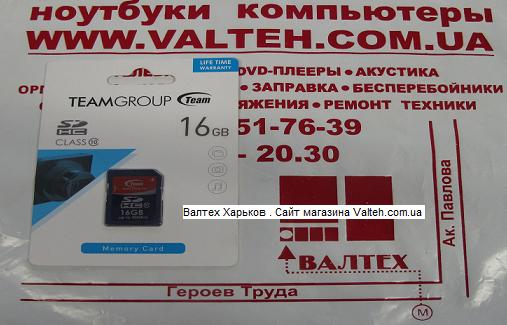 ноутбуки компьютеры
WWW.VALTEH.COM.UA
DVD-ПЛЕЕРЫ • АКУСТИКА
ЗАПРАВКА • БЕСПЕРЕБОЙНИКИ
РЕМОНТ ТЕХНИКИ
51-76-39
- 20.30
LIFE TIME
WARRANTY
TEAMGROUP Team
SDHC
CLASS 10
16GB
Team
SDHC
16GB
Валтех Харьков . Сайт магазина Valteh.com.ua
Memory Card
ВАЛТЕХ
Ак. Павлова
Героев Труда
М